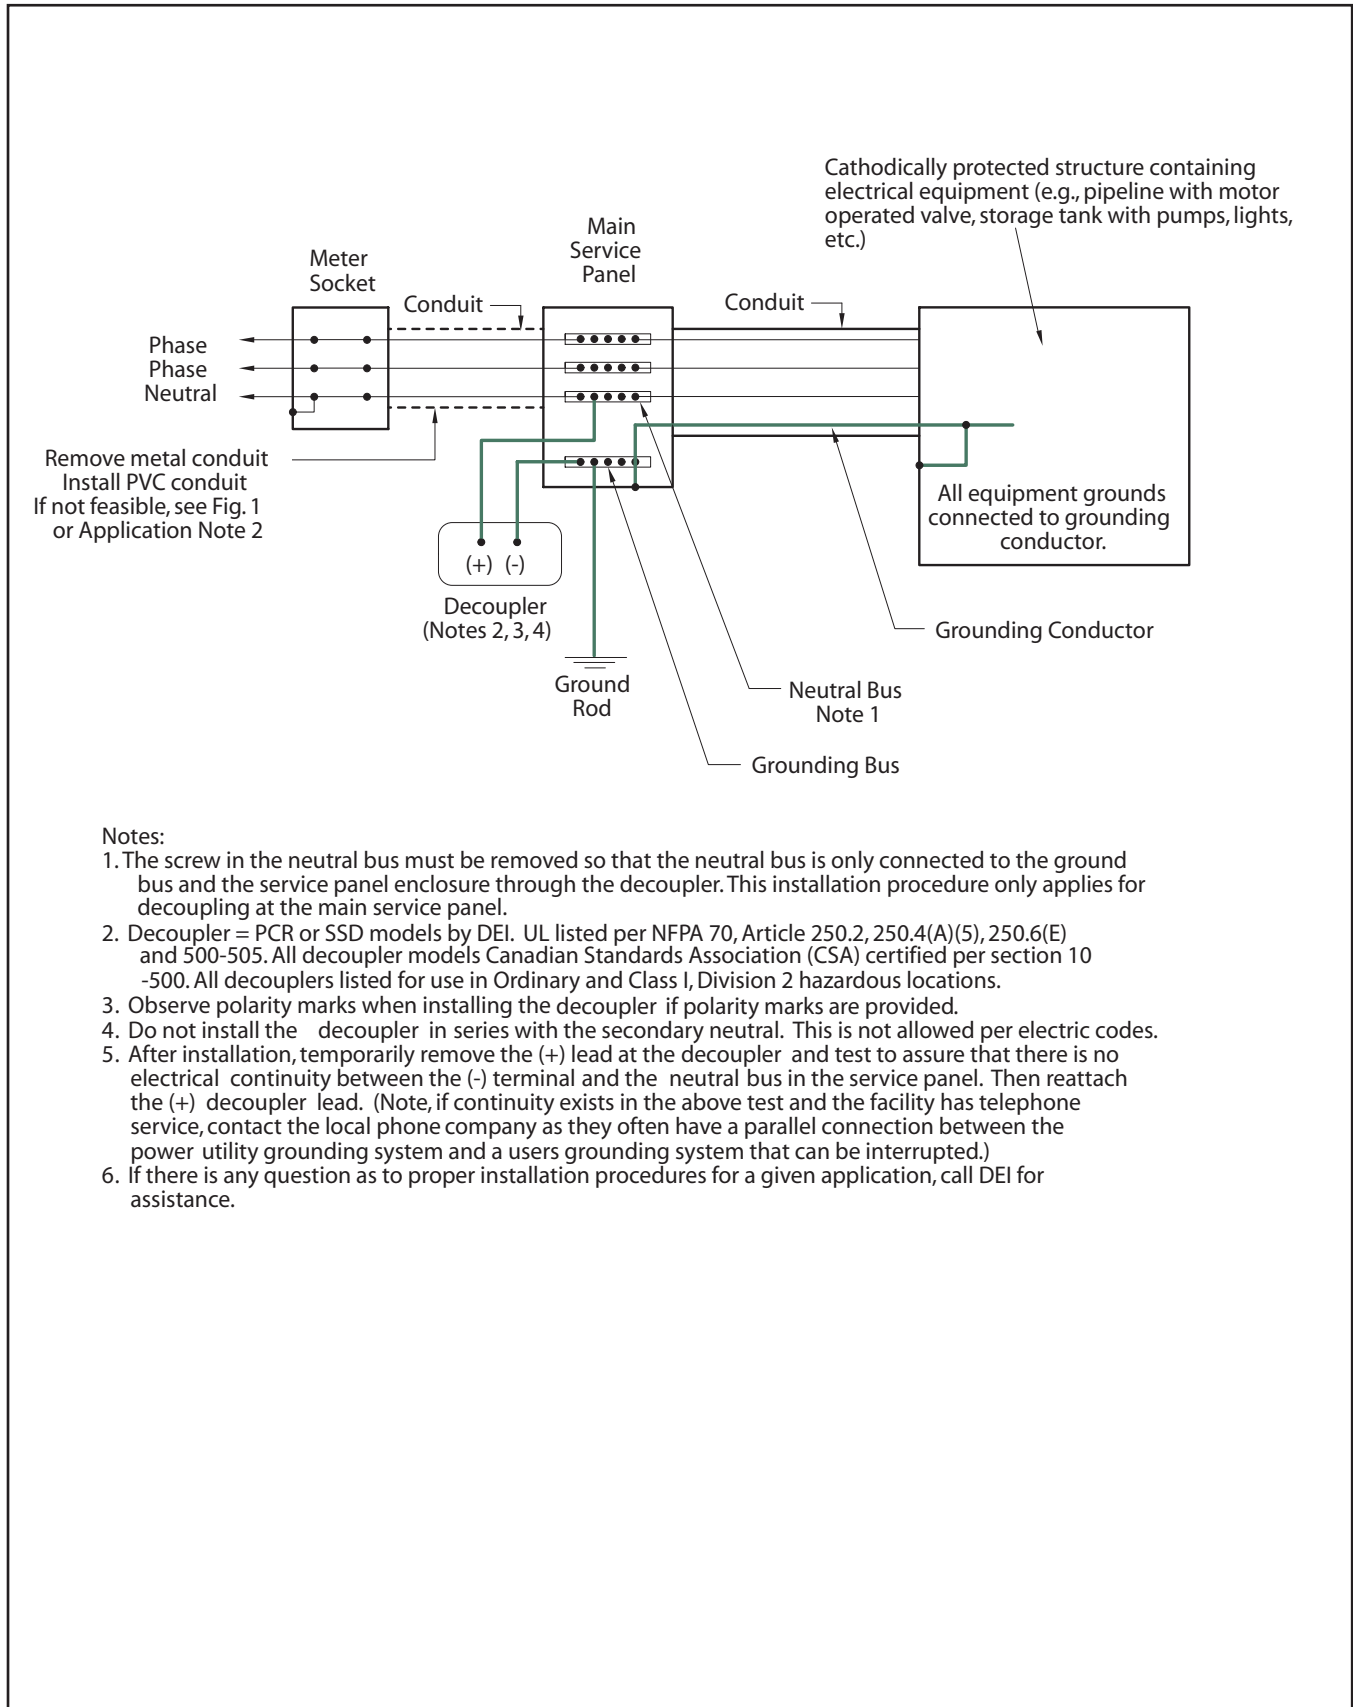 Cathodically protected structure containing
electrical equipment (e.g., pipeline with motor
operated valve, storage tank with pumps, lights,
etc.)
Main
Service
Panel
Meter
Socket
Conduit
Conduit
Phase
Phase
Neutral
Remove metal conduit
Install PVC conduit
If not feasible, see Fig. 1
or Application Note 2
All equipment grounds
connected to grounding
conductor.
(+) (-)
Decoupler
(Notes 2, 3, 4)
Grounding Conductor
Ground
Rod
Neutral Bus
Note 1
Grounding Bus
Notes:
1. The screw in the neutral bus must be removed so that the neutral bus is only connected to the ground
bus and the service panel enclosure through the decoupler. This installation procedure only applies for
decoupling at the main service panel.
2. Decoupler = PCR or SSD models by DEI. UL listed per NFPA 70, Article 250.2, 250.4(A)(5), 250.6(E)
and 500-505. All decoupler models Canadian Standards Association (CSA) certified per section 10
-500. All decouplers listed for use in Ordinary and Class I, Division 2 hazardous locations.
3. Observe polarity marks when installing the decoupler if polarity marks are provided.
4. Do not install the decoupler in series with the secondary neutral. This is not allowed per electric codes.
5. After installation, temporarily remove the (+) lead at the decoupler and test to assure that there is no
electrical continuity between the (-) terminal and the neutral bus in the service panel. Then reattach
the (+) decoupler lead. (Note, if continuity exists in the above test and the facility has telephone
service, contact the local phone company as they often have a parallel connection between the
power utility grounding system and a users grounding system that can be interrupted.)
6. If there is any question as to proper installation procedures for a given application, call DEI for
assistance.